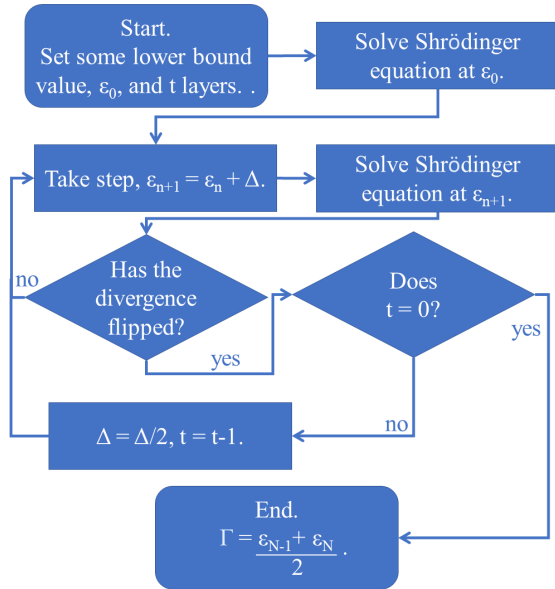 Start.
Set some lower bound
value, ε₀, and t layers. .
Solve Shrödinger
equation at ε₀.
Take step, εₙ₊₁ = εₙ + Δ.
Solve Shrödinger
equation at εₙ₊₁.
Has the
divergence
flipped?
no
yes
Does
t = 0?
yes
no
Δ = Δ/2, t = t-1.
End.
Γ = (ε_{N-1} + ε_N)/2 .